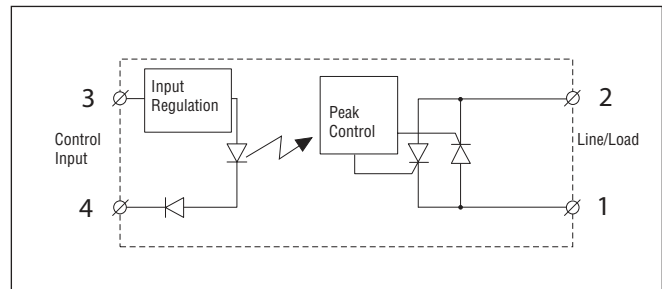 3
Input
Regulation
Control
Input
4
Peak
Control
2
Line/Load
1